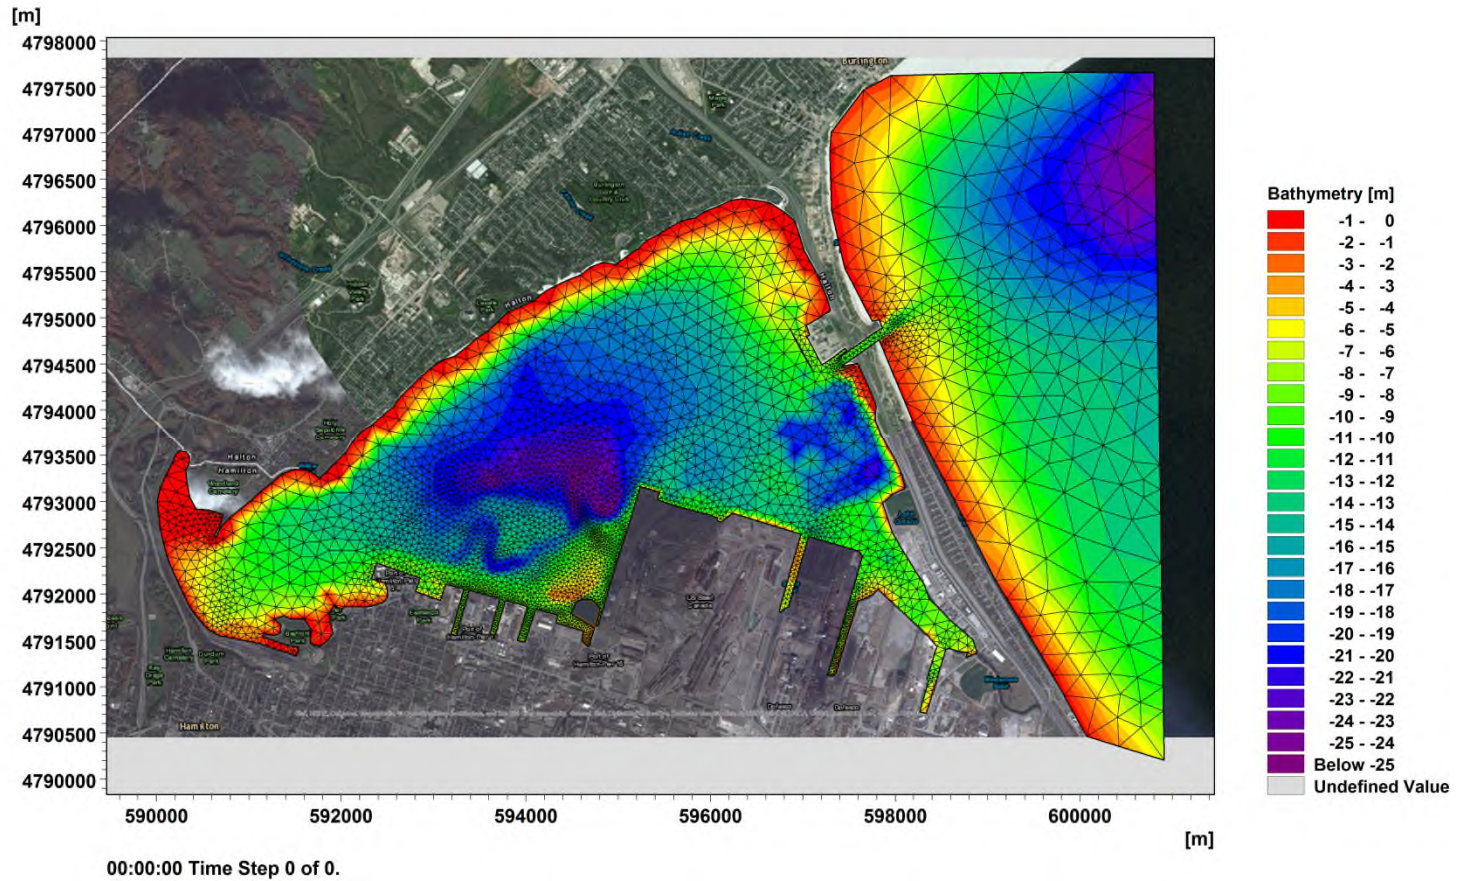 [m]
4798000
4797500
4797000
4796500
4796000
4795500
4795000
4794500
4794000
4793500
4793000
4792500
4792000
4791500
4791000
4790500
4790000
590000 592000 594000 596000 598000 600000
[m]
Burlington
Halton
Halton
Halton
Hamilton
Hamilton
Bathymetry [m]
-1 - 0
-2 - -1
-3 - -2
-4 - -3
-5 - -4
-6 - -5
-7 - -6
-8 - -7
-9 - -8
-10 - -9
-11 - -10
-12 - -11
-13 - -12
-14 - -13
-15 - -14
-16 - -15
-17 - -16
-18 - -17
-19 - -18
-20 - -19
-21 - -20
-22 - -21
-23 - -22
-24 - -23
-25 - -24
Below -25
Undefined Value
00:00:00 Time Step 0 of 0.